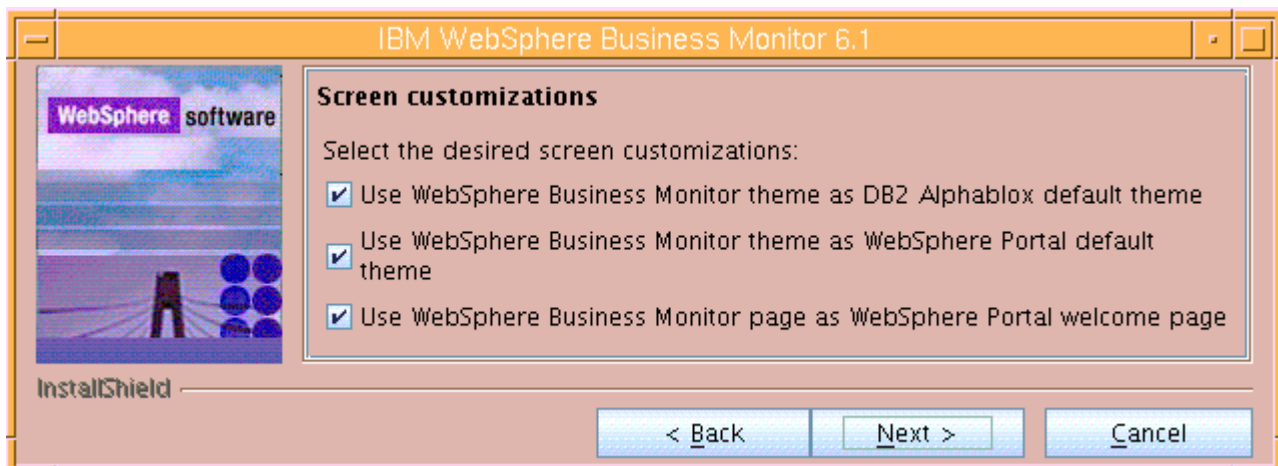 IBM WebSphere Business Monitor 6.1
WebSphere software
Screen customizations
Select the desired screen customizations:
Use WebSphere Business Monitor theme as DB2 Alphablox default theme
Use WebSphere Business Monitor theme as WebSphere Portal default
theme
Use WebSphere Business Monitor page as WebSphere Portal welcome page
InstallShield
< Back
Next >
Cancel